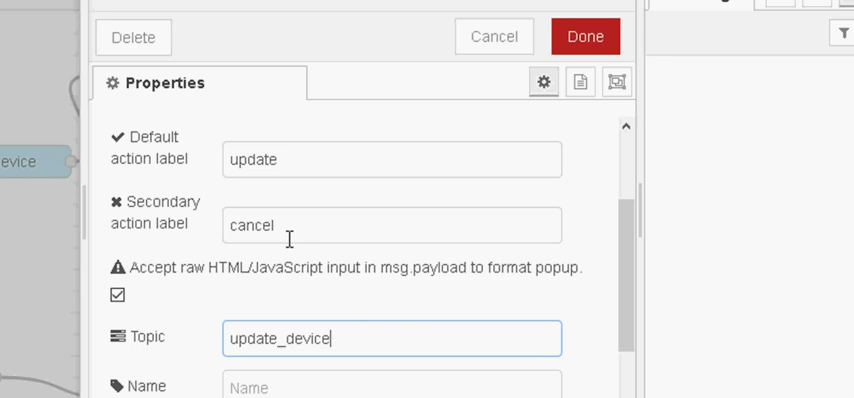 Delete
Cancel
Done
Properties
Default
action label
update
evice
Secondary
action label
cancel
Accept raw HTML/JavaScript input in msg.payload to format popup.
Topic
update_device
Name
Name